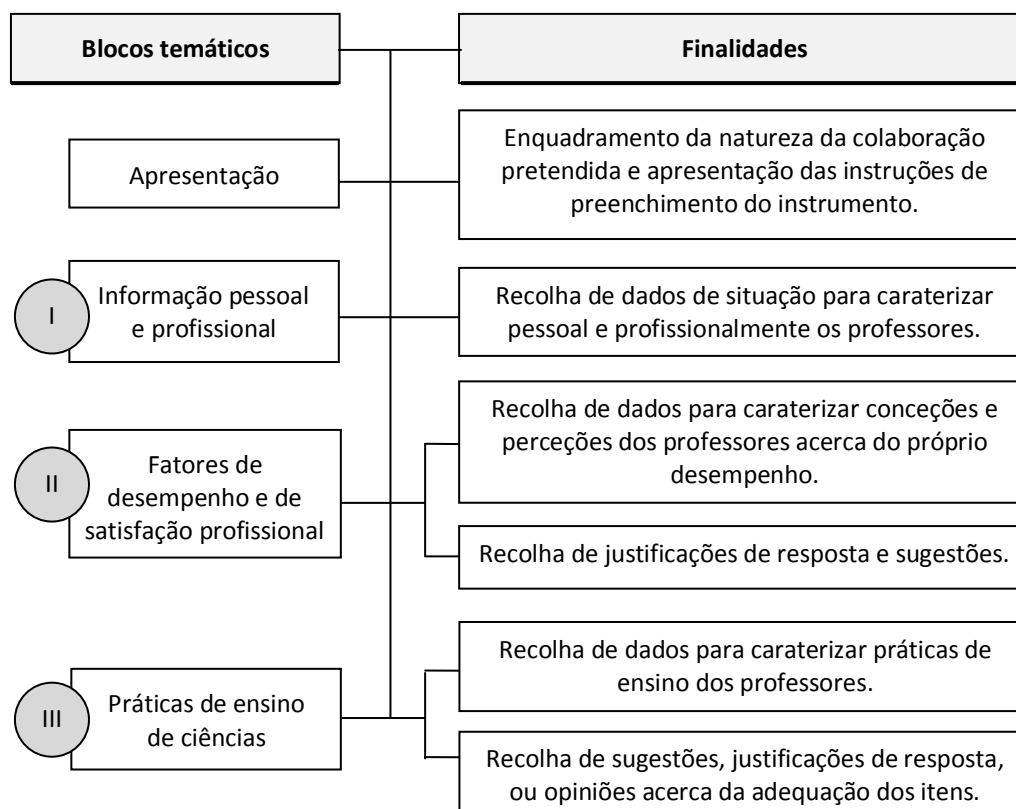 Blocos temáticos
Finalidades
Apresentação
Enquadramento da natureza da colaboração
pretendida e apresentação das instruções de
preenchimento do instrumento.
I
Informação pessoal
e profissional
Recolha de dados de situação para caraterizar
pessoal e profissionalmente os professores.
II
Fatores de
desempenho e de
satisfação profissional
Recolha de dados para caraterizar conceções e
perceções dos professores acerca do próprio
desempenho.
Recolha de justificações de resposta e sugestões.
III
Práticas de ensino
de ciências
Recolha de dados para caraterizar práticas de
ensino dos professores.
Recolha de sugestões, justificações de resposta,
ou opiniões acerca da adequação dos itens.